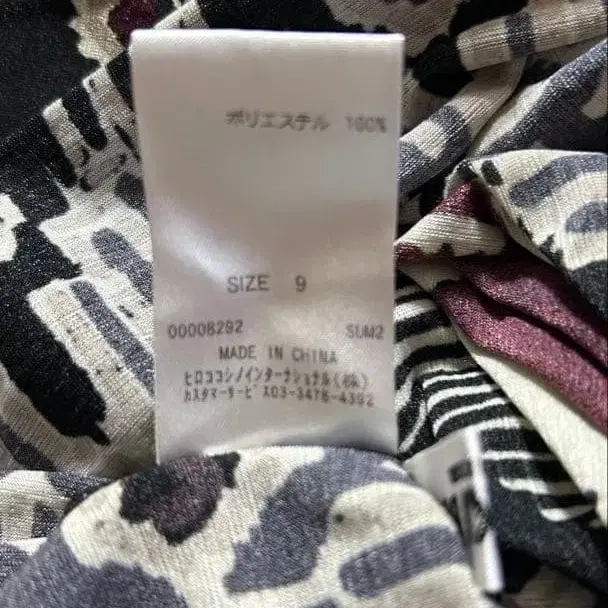 ポリエステル 100%
SIZE 9
00008292 SUM2
MADE IN CHINA
ヒロココシノインターナショナル(株)
カスタマーサービス03-3478-4392